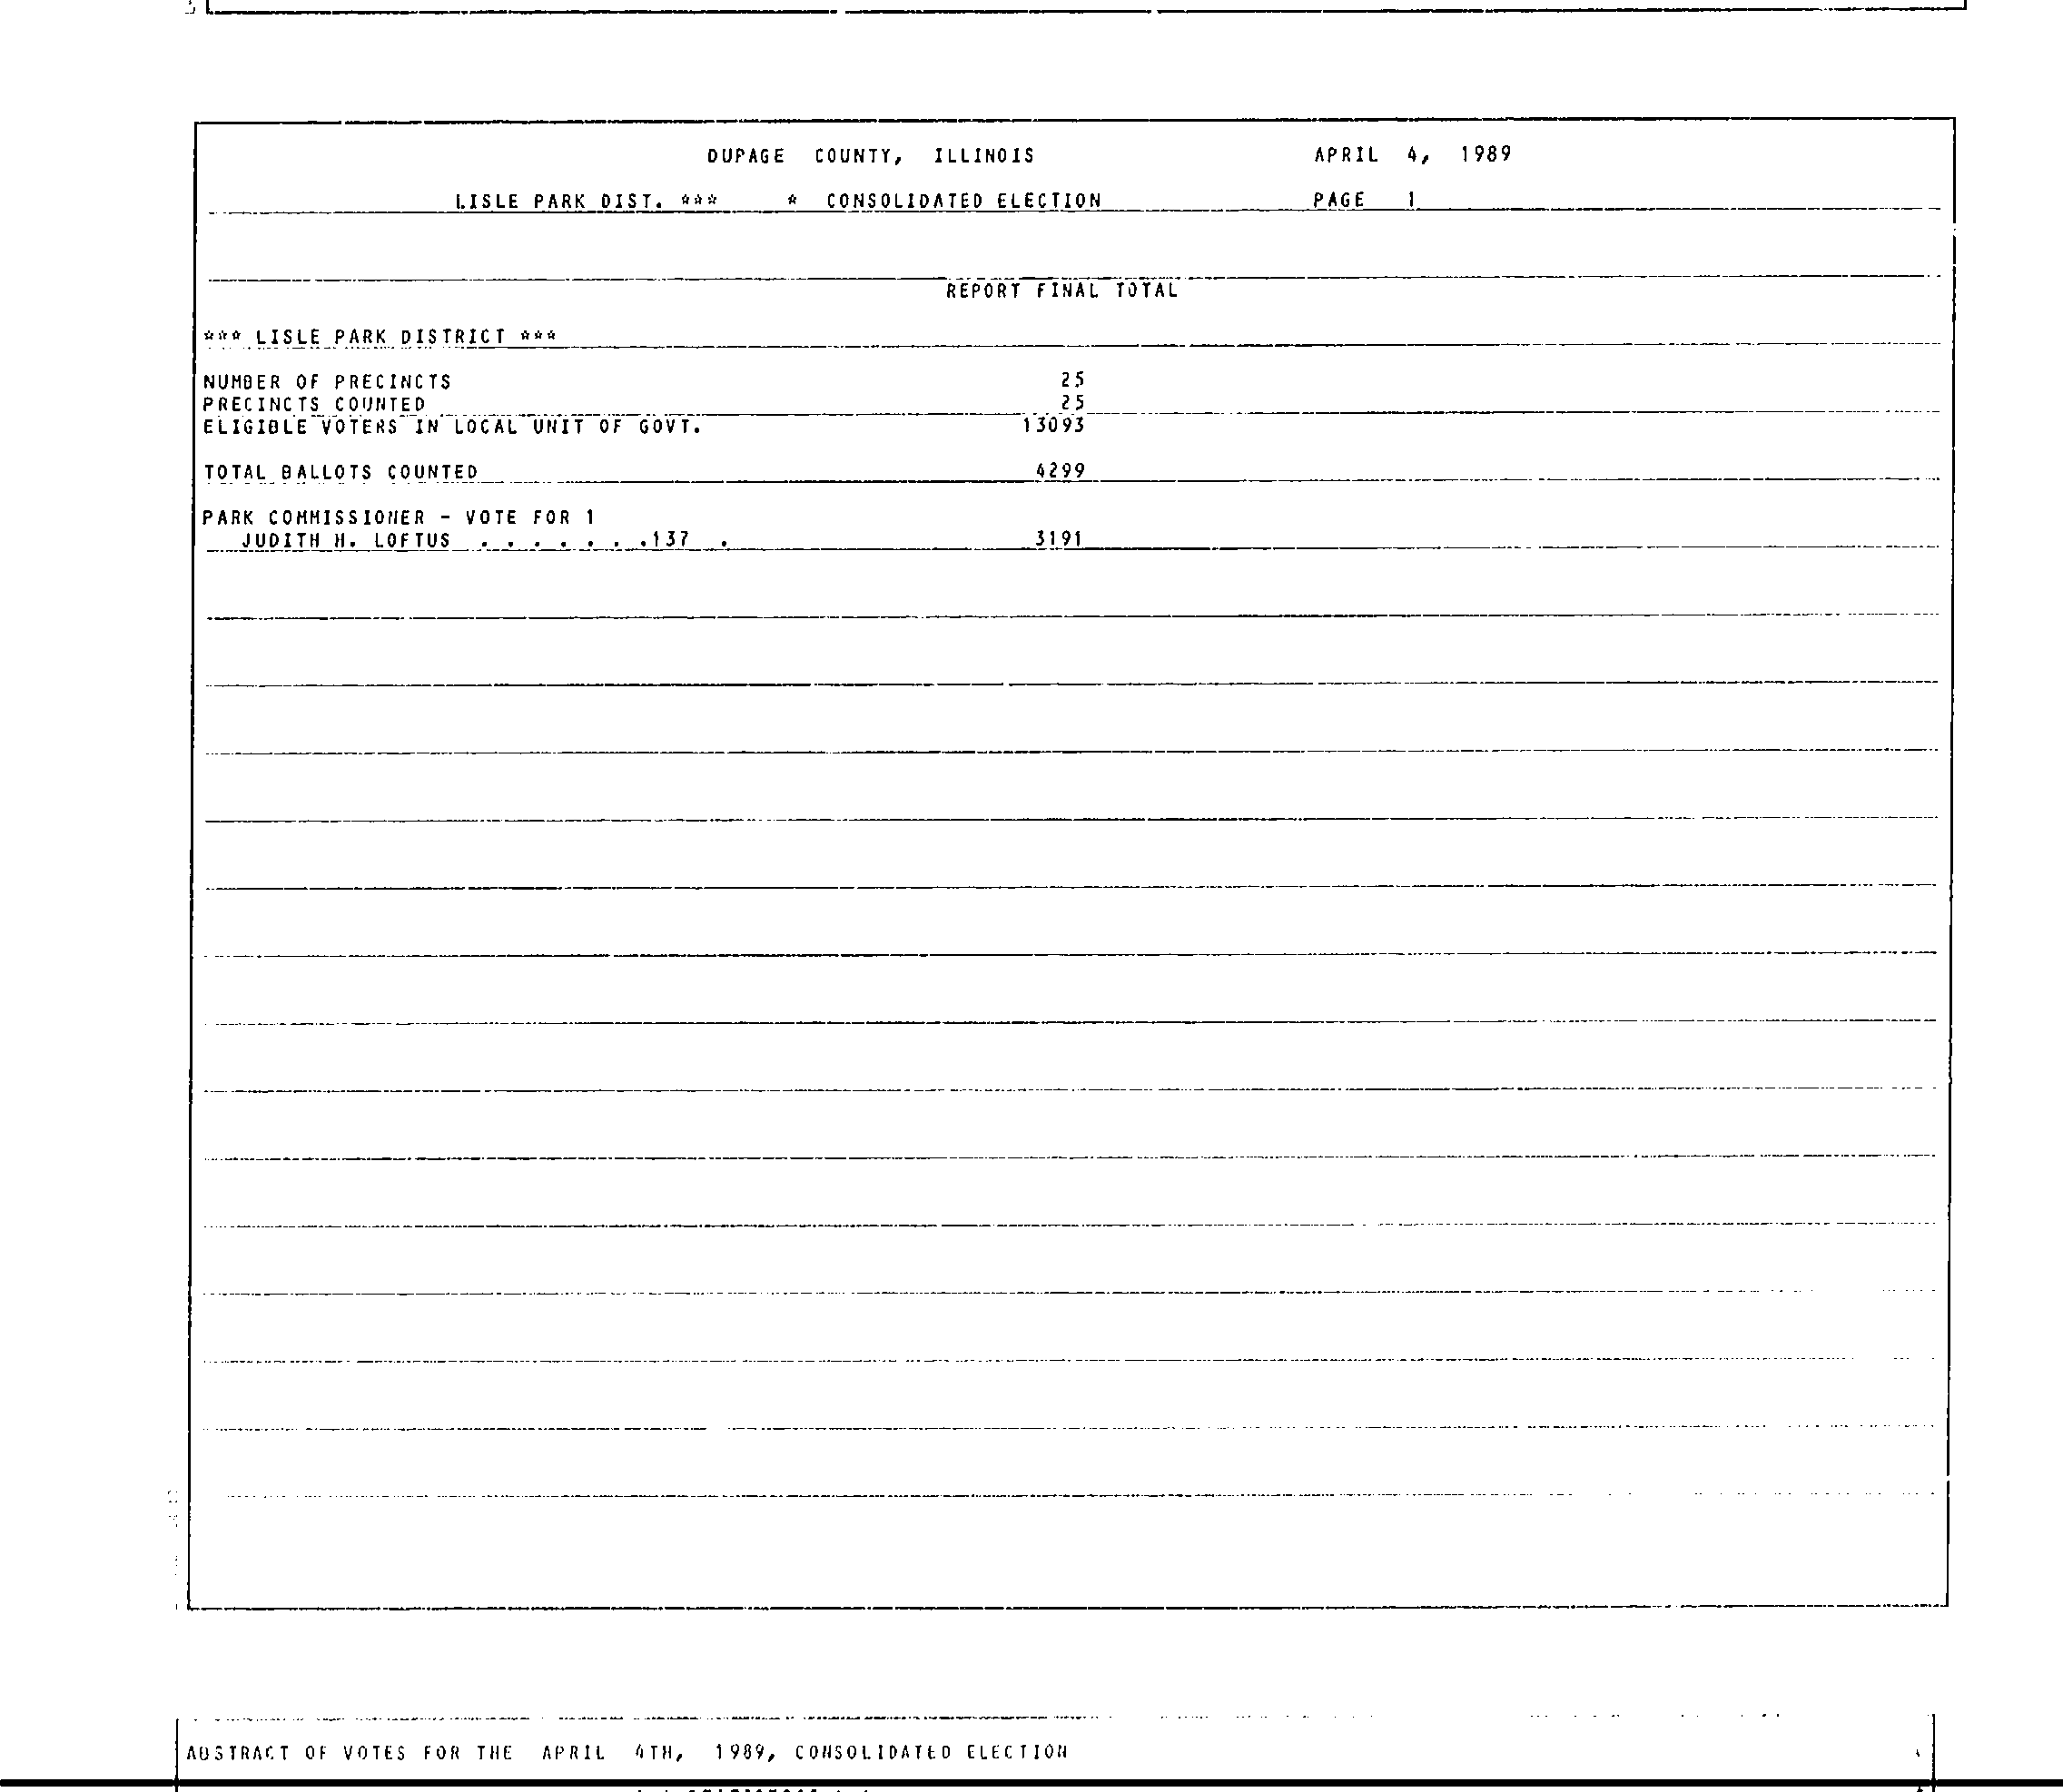 DUPAGE COUNTY, ILLINOIS APRIL 4, 1989
LISLE PARK DIST. *** * CONSOLIDATED ELECTION PAGE 1
REPORT FINAL TOTAL
*** LISLE PARK DISTRICT ***
NUMBER OF PRECINCTS 25
PRECINCTS COUNTED 25
ELIGIBLE VOTERS IN LOCAL UNIT OF GOVT. 13093
TOTAL BALLOTS COUNTED 4299
PARK COMMISSIONER - VOTE FOR 1
JUDITH H. LOFTUS . . . . . . .137 . 3191
ABSTRACT OF VOTES FOR THE APRIL 4TH, 1989, CONSOLIDATED ELECTION